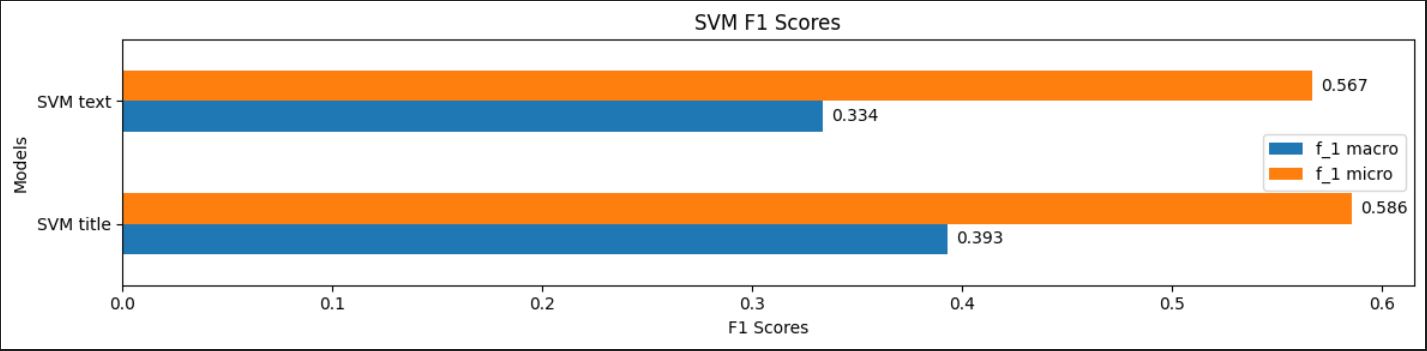 SVM F1 Scores
SVM text
0.567
0.334
Models
f_1 macro
f_1 micro
SVM title
0.586
0.393
0.0 0.1 0.2 0.3 0.4 0.5 0.6
F1 Scores